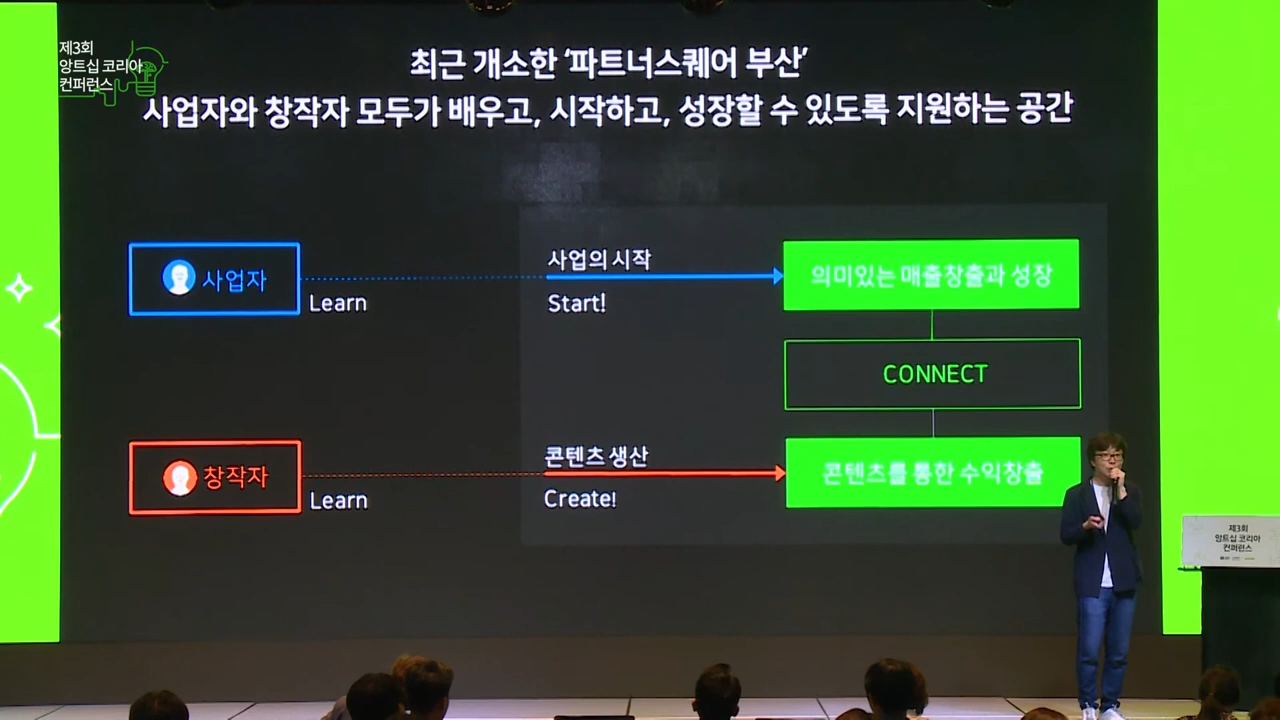 제3회
앙트십 코리아
컨퍼런스
최근 개소한 ‘파트너스퀘어 부산’
사업자와 창작자 모두가 배우고, 시작하고, 성장할 수 있도록 지원하는 공간
사업자
Learn
사업의 시작
Start!
의미있는 매출창출과 성장
CONNECT
창작자
Learn
콘텐츠 생산
Create!
콘텐츠를 통한 수익창출
제3회
앙트십 코리아
컨퍼런스